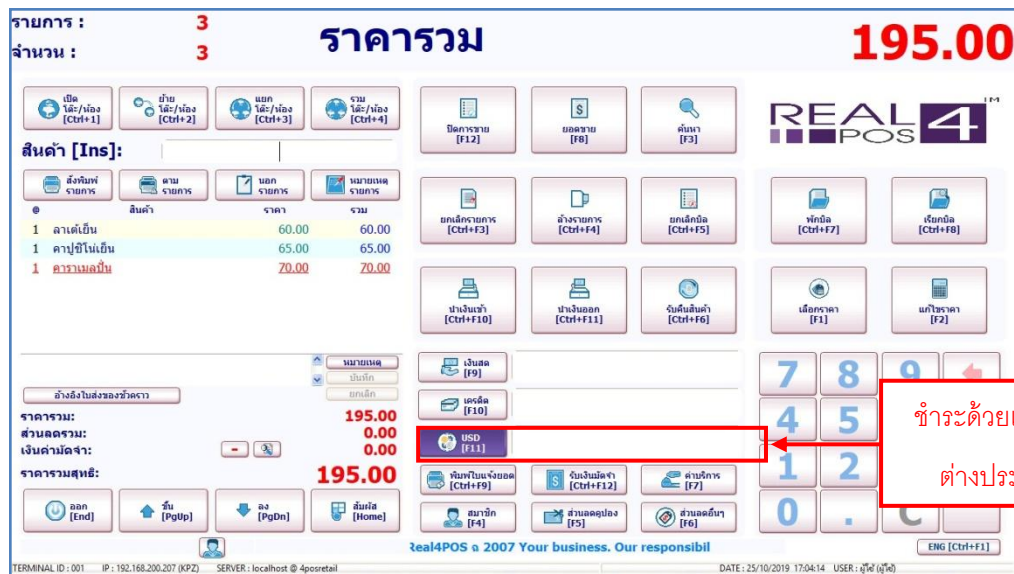 รายการ : 3
จำนวน : 3
ราคารวม
195.00
เปิด โต๊ะ/ห้อง [Ctrl+1]
ย้าย โต๊ะ/ห้อง [Ctrl+2]
แยก โต๊ะ/ห้อง [Ctrl+3]
รวม โต๊ะ/ห้อง [Ctrl+4]
สินค้า [Ins]:
สั่งพิมพ์ รายการ
ตาม รายการ
นอก รายการ
หมายเหตุ รายการ
@ สินค้า ราคา รวม
1 ลาเต้เย็น 60.00 60.00
1 คาปูชิโน่เย็น 65.00 65.00
1 คาราเมลปั่น 70.00 70.00
ปิดการขาย [F12]
ยอดขาย [F8]
ค้นหา [F3]
REAL POS 4 TM
ยกเลิกรายการ [Ctrl+F3]
ล้างรายการ [Ctrl+F4]
ยกเลิกบิล [Ctrl+F5]
พักบิล [Ctrl+F7]
เรียกบิล [Ctrl+F8]
นำเงินเข้า [Ctrl+F10]
นำเงินออก [Ctrl+F11]
รับคืนสินค้า [Ctrl+F6]
เลือกราคา [F1]
แก้ไขราคา [F2]
หมายเหตุ
บันทึก
ยกเลิก
อ้างอิงใบส่งของชั่วคราว
ราคารวม: 195.00
ส่วนลดรวม: 0.00
เงินค่ามัดจำ: - 0.00
ราคารวมสุทธิ: 195.00
เงินสด [F9]
เครดิต [F10]
USD [F11]
พิมพ์ใบแจ้งยอด [Ctrl+F9]
รับเงินมัดจำ [Ctrl+F12]
ค่าบริการ [F7]
ออก [End]
ขึ้น [PgUp]
ลง [PgDn]
สัมผัส [Home]
สมาชิก [F4]
ส่วนลดคูปอง [F5]
ส่วนลดอื่นๆ [F6]
7 8 9
4 5
1 2
0 . C
ชำระด้วยเ
ต่างประ
Real4POS ฉ 2007 Your business. Our responsibil
ENG [Ctrl+F1]
TERMINAL ID : 001 IP : 192.168.200.207 (KPZ) SERVER : localhost @ 4posretail DATE : 25/10/2019 17:04:14 USER : ผู้ใช้ (ผู้ใช้)